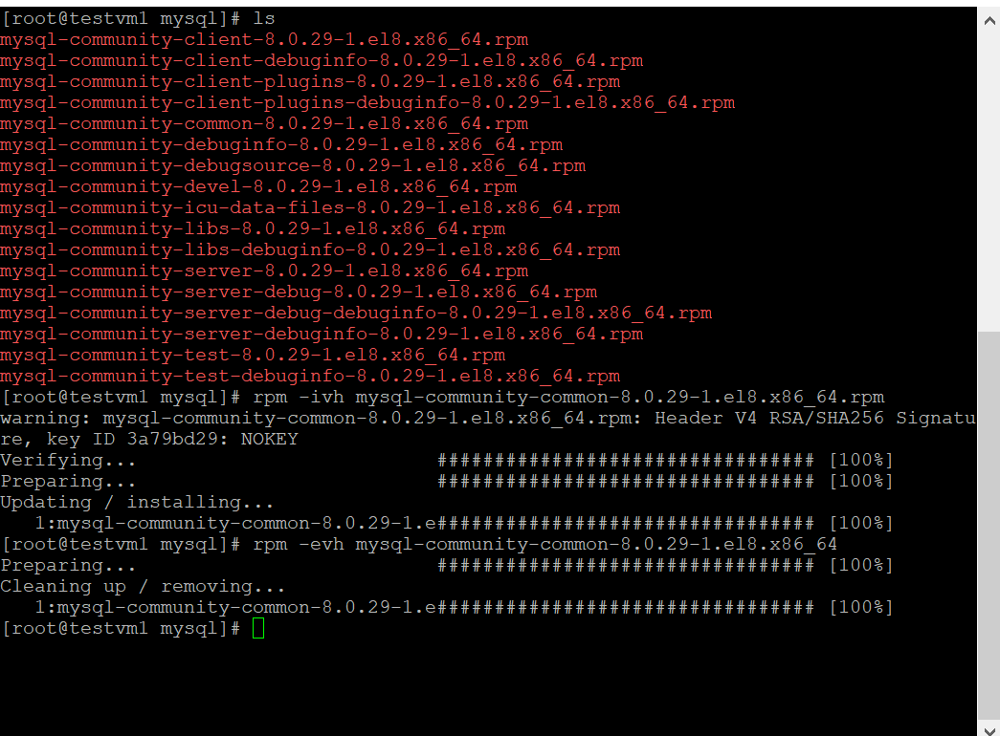 [root@testvm1 mysql]# ls
mysql-community-client-8.0.29-1.el8.x86_64.rpm
mysql-community-client-debuginfo-8.0.29-1.el8.x86_64.rpm
mysql-community-client-plugins-8.0.29-1.el8.x86_64.rpm
mysql-community-client-plugins-debuginfo-8.0.29-1.el8.x86_64.rpm
mysql-community-common-8.0.29-1.el8.x86_64.rpm
mysql-community-debuginfo-8.0.29-1.el8.x86_64.rpm
mysql-community-debugsource-8.0.29-1.el8.x86_64.rpm
mysql-community-devel-8.0.29-1.el8.x86_64.rpm
mysql-community-icu-data-files-8.0.29-1.el8.x86_64.rpm
mysql-community-libs-8.0.29-1.el8.x86_64.rpm
mysql-community-libs-debuginfo-8.0.29-1.el8.x86_64.rpm
mysql-community-server-8.0.29-1.el8.x86_64.rpm
mysql-community-server-debug-8.0.29-1.el8.x86_64.rpm
mysql-community-server-debug-debuginfo-8.0.29-1.el8.x86_64.rpm
mysql-community-server-debuginfo-8.0.29-1.el8.x86_64.rpm
mysql-community-test-8.0.29-1.el8.x86_64.rpm
mysql-community-test-debuginfo-8.0.29-1.el8.x86_64.rpm
[root@testvm1 mysql]# rpm -ivh mysql-community-common-8.0.29-1.el8.x86_64.rpm
warning: mysql-community-common-8.0.29-1.el8.x86_64.rpm: Header V4 RSA/SHA256 Signatu
re, key ID 3a79bd29: NOKEY
Verifying...                          ################################# [100%]
Preparing...                          ################################# [100%]
Updating / installing...
   1:mysql-community-common-8.0.29-1.e################################# [100%]
[root@testvm1 mysql]# rpm -evh mysql-community-common-8.0.29-1.el8.x86_64
Preparing...                          ################################# [100%]
Cleaning up / removing...
   1:mysql-community-common-8.0.29-1.e################################# [100%]
[root@testvm1 mysql]#